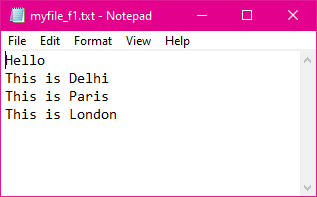 myfile_f1.txt - Notepad
File Edit Format View Help
Hello
This is Delhi
This is Paris
This is London